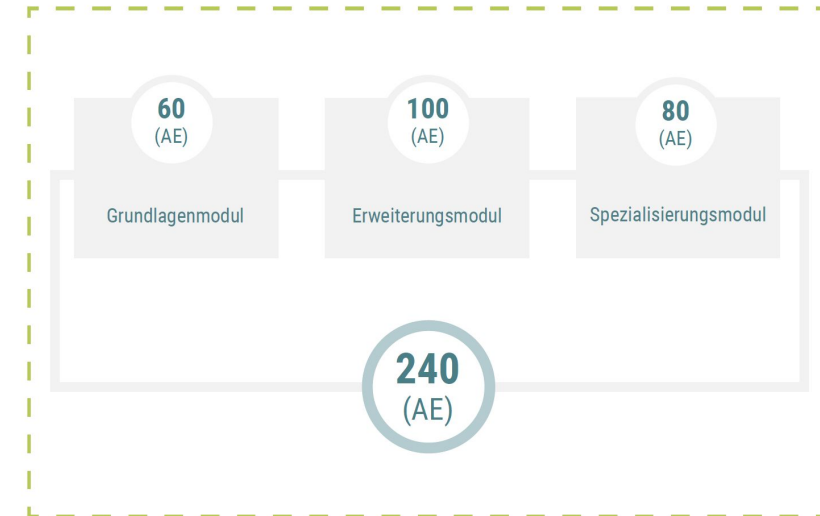 60
(AE)
Grundlagenmodul
100
(AE)
Erweiterungsmodul
80
(AE)
Spezialisierungsmodul
240
(AE)